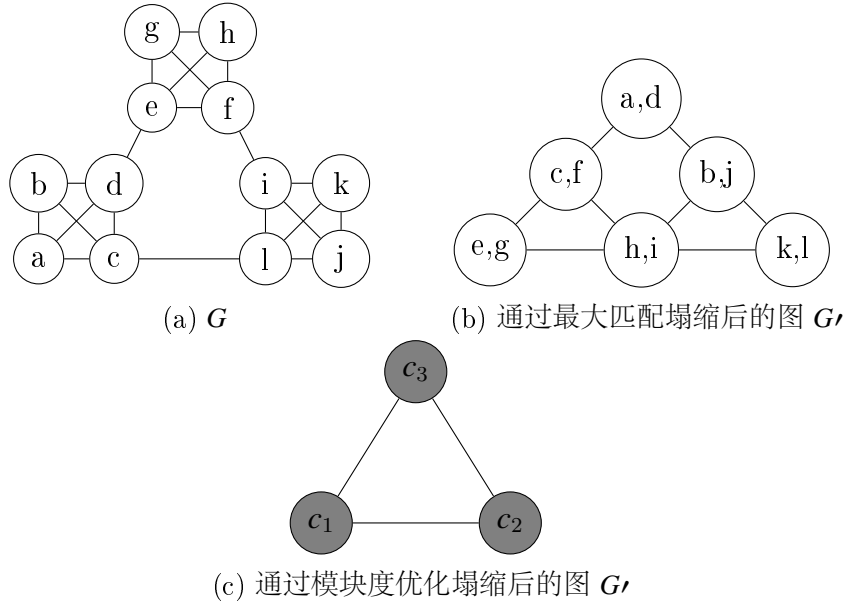 g h
e f
b d i k
a c l j
(a) G
a,d
c,f b,j
e,g h,i k,l
(b) 通过最大匹配塌缩后的图 G′
c₃
c₁ c₂
(c) 通过模块度优化塌缩后的图 G′